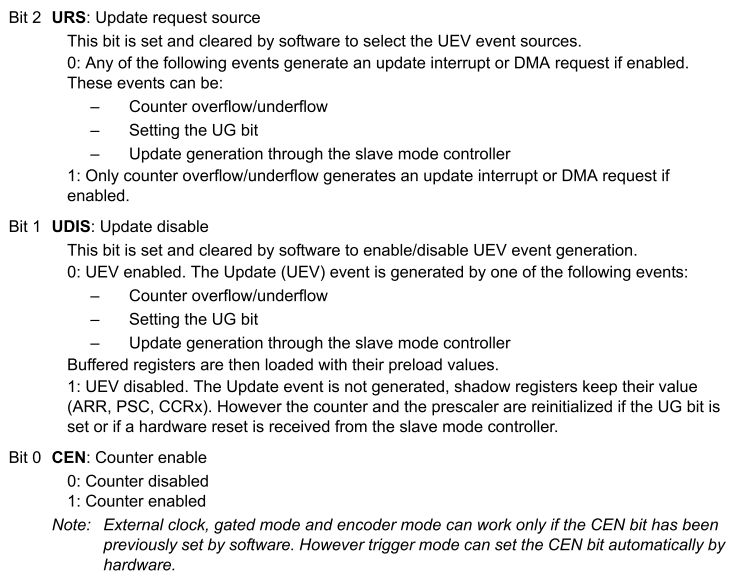 Bit 2 URS: Update request source
This bit is set and cleared by software to select the UEV event sources.
0: Any of the following events generate an update interrupt or DMA request if enabled.
These events can be:
– Counter overflow/underflow
– Setting the UG bit
– Update generation through the slave mode controller
1: Only counter overflow/underflow generates an update interrupt or DMA request if
enabled.
Bit 1 UDIS: Update disable
This bit is set and cleared by software to enable/disable UEV event generation.
0: UEV enabled. The Update (UEV) event is generated by one of the following events:
– Counter overflow/underflow
– Setting the UG bit
– Update generation through the slave mode controller
Buffered registers are then loaded with their preload values.
1: UEV disabled. The Update event is not generated, shadow registers keep their value
(ARR, PSC, CCRx). However the counter and the prescaler are reinitialized if the UG bit is
set or if a hardware reset is received from the slave mode controller.
Bit 0 CEN: Counter enable
0: Counter disabled
1: Counter enabled
Note: External clock, gated mode and encoder mode can work only if the CEN bit has been
previously set by software. However trigger mode can set the CEN bit automatically by
hardware.